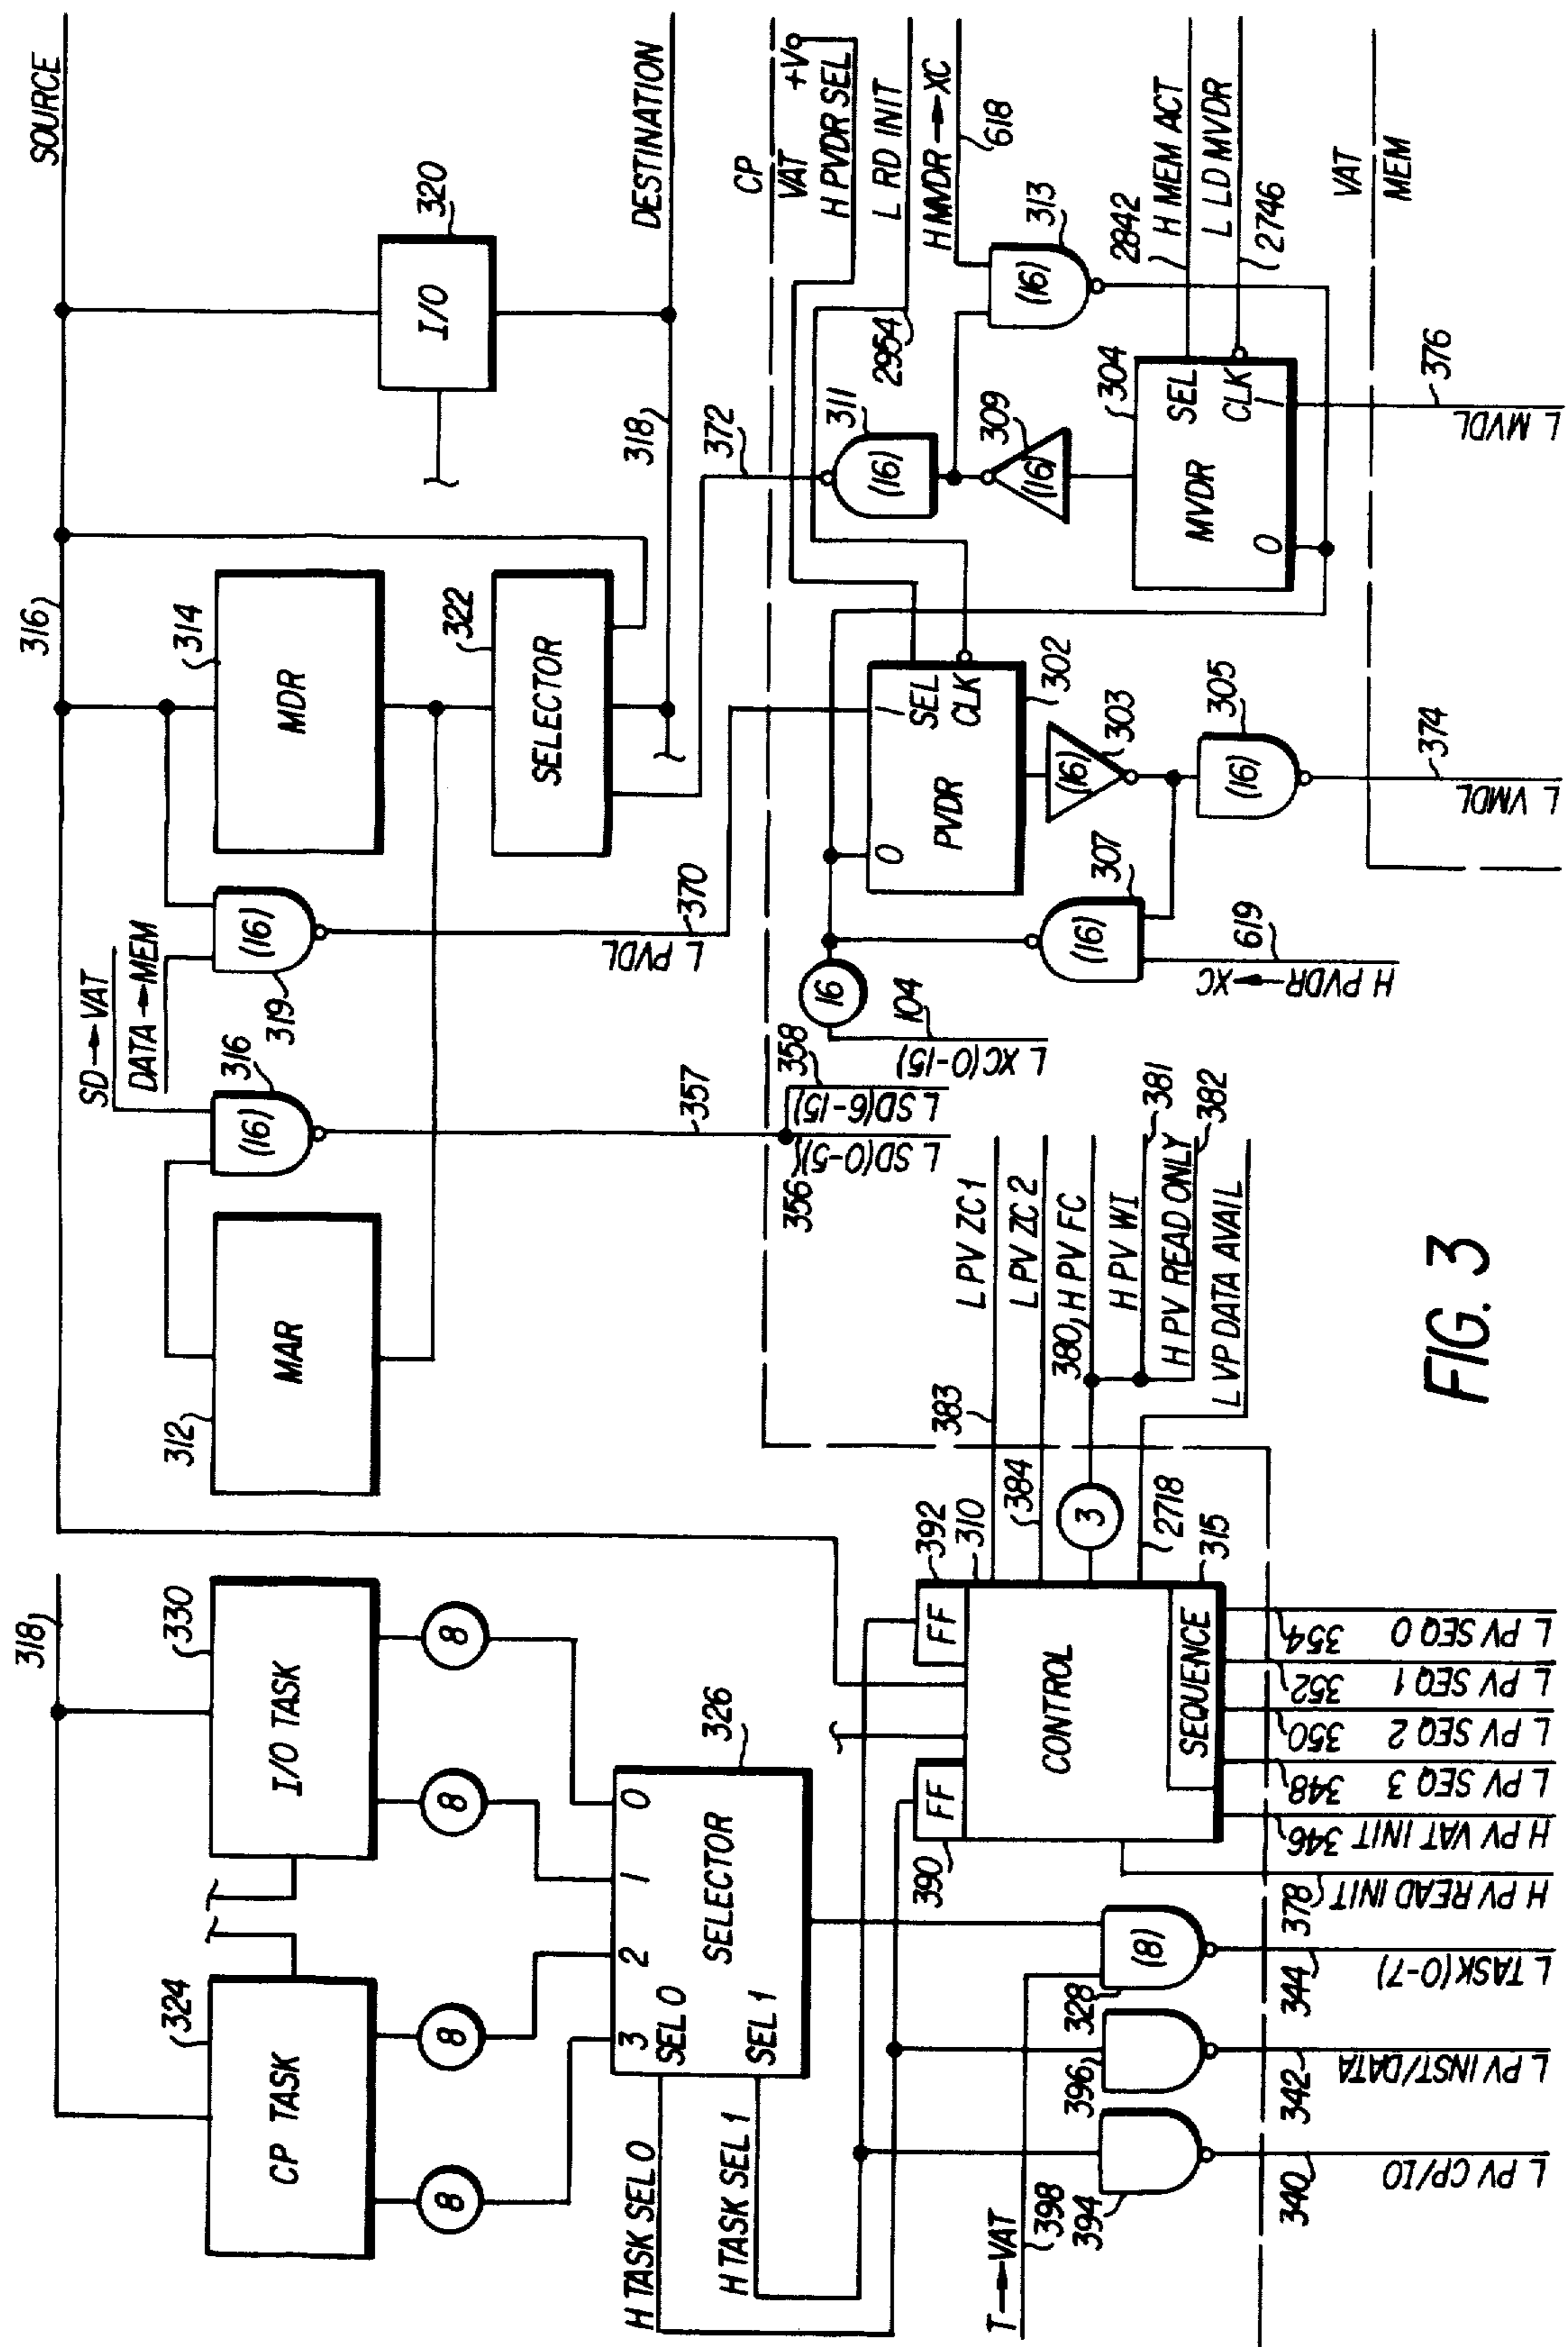 SOURCE
316
318
330
I/O TASK
324
CP TASK
8
8
8
8
312
MAR
SD→VAT
DATA→MEM
316
(16)
319
(16)
314
MDR
322
SELECTOR
I/O
320
318
DESTINATION
372
357
L PVDL
370
CP
VAT
+V
H PVDR SEL
L RD INIT
2954
H MVDR→XC
618
326
0
1
2
3
SELECTOR
SEL 0
SEL 1
H TASK SEL 0
H TASK SEL 1
356
L SD(0-5)
358
L SD(6-15)
L XC(0-15)
104
16
0
1
SEL
CLK
PVDR
302
(16)
303
(16)
305
(16)
307
H PVDR→XC
619
L VMDL
374
311
(16)
309
(16)
313
(16)
304
MVDR
SEL
CLK
0
1
2842
H MEM ACT
L LD MVDR
2746
VAT
MEM
L MVDL
376
390
FF
392
FF
310
CONTROL
SEQUENCE
315
383
L PV ZC1
384
L PV ZC 2
3
380
H PV FC
H PV WI
381
H PV READ ONLY
382
2718
L VP DATA AVAIL
T→VAT
398
394
396
328
(8)
340
L PV CP/IO
342
L PV INST/DATA
344
L TASK(0-7)
378
H PV READ INIT
346
H PV VAT INIT
348
L PV SEQ 3
350
L PV SEQ 2
352
L PV SEQ 1
354
L PV SEQ 0
FIG. 3